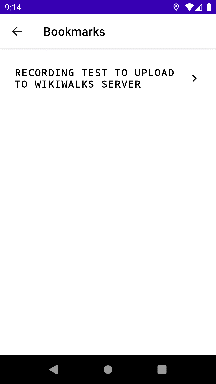 9:14
Bookmarks
RECORDING TEST TO UPLOAD
TO WIKIWALKS SERVER